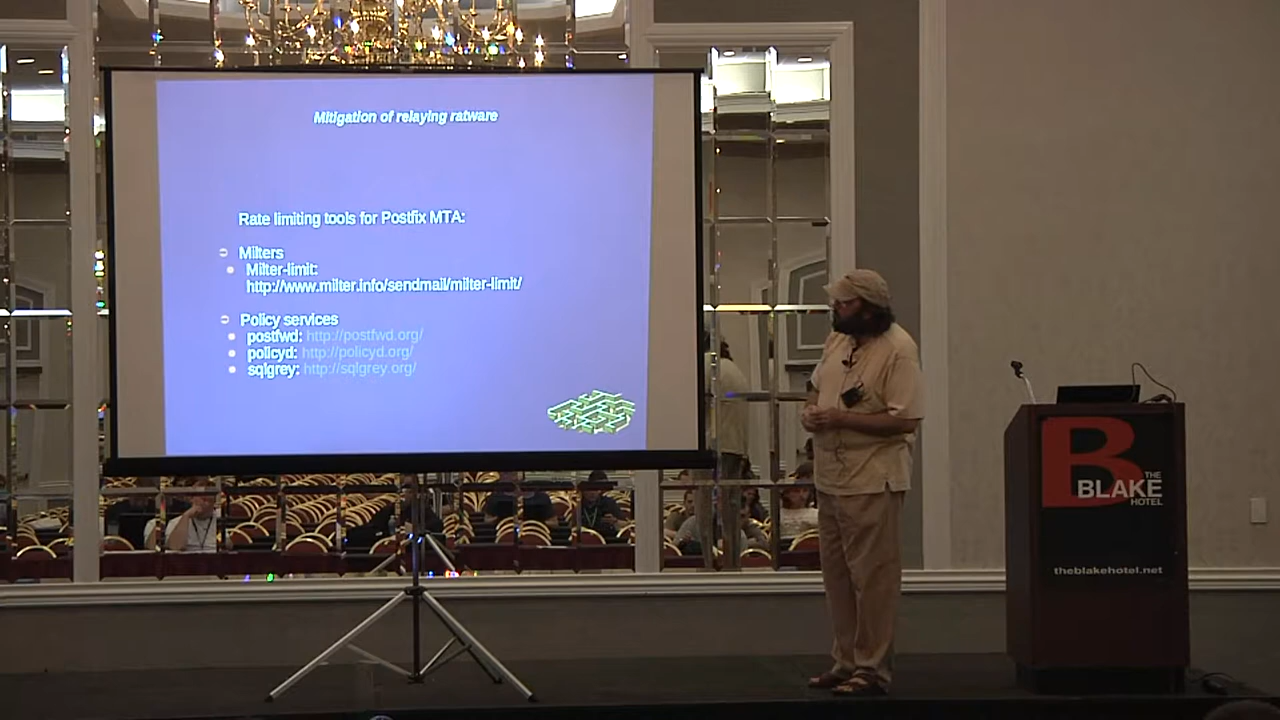 Mitigation of relaying ratware
Rate limiting tools for Postfix MTA:
Milters
Milter-limit:
http://www.milter.info/sendmail/milter-limit/
Policy services
postfwd: http://postfwd.org/
policyd: http://policyd.org/
sqlgrey: http://sqlgrey.org/
B
THE
BLAKE
HOTEL
theblakehotel.net